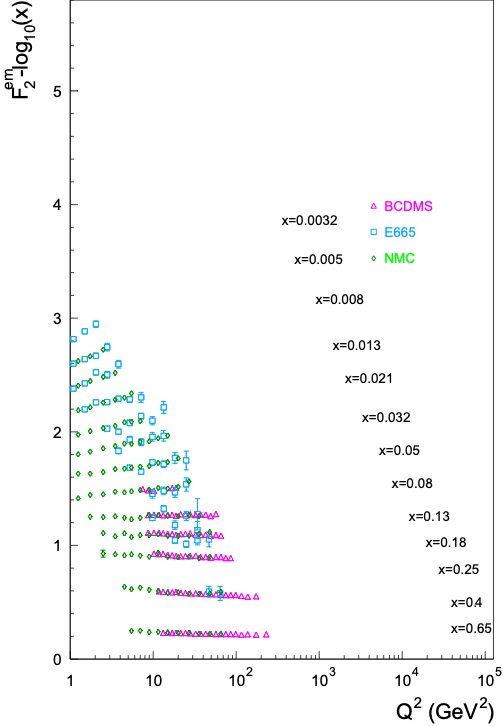 F₂ᵉᵐ-log₁₀(x)
5
4
3
2
1
0
x=0.0032
x=0.005
x=0.008
x=0.013
x=0.021
x=0.032
x=0.05
x=0.08
x=0.13
x=0.18
x=0.25
x=0.4
x=0.65
BCDMS
E665
NMC
1 10 10² 10³ 10⁴ 10⁵
Q² (GeV²)